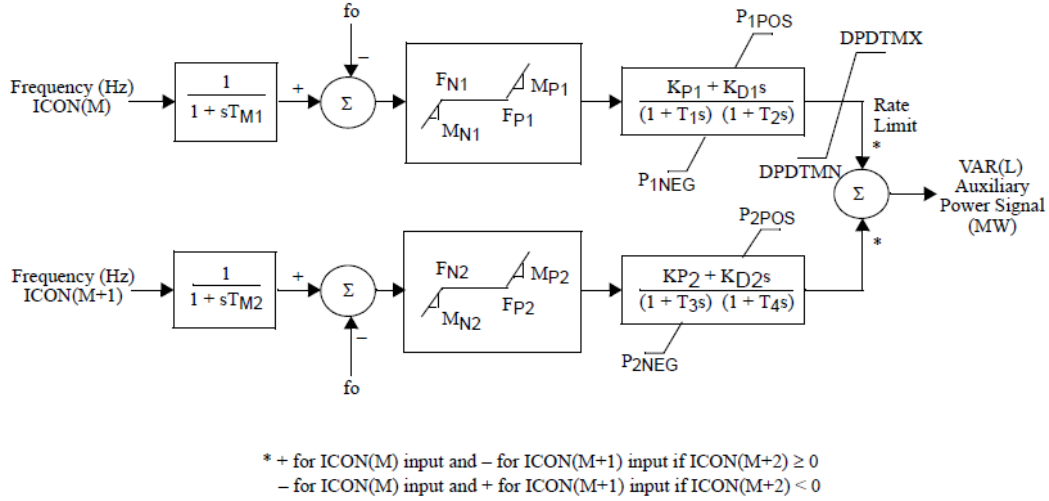 fo
P1POS
DPDTMX
Frequency (Hz)
ICON(M)
1
1 + sTM1
+
–
Σ
FN1
MP1
MN1
FP1
KP1 + KD1s
(1 + T1s) (1 + T2s)
P1NEG
Rate
Limit
DPDTMN
*
Σ
VAR(L)
Auxiliary
Power Signal
(MW)
*
P2POS
Frequency (Hz)
ICON(M+1)
1
1 + sTM2
+
–
Σ
fo
FN2
MP2
MN2
FP2
KP2 + KD2s
(1 + T3s) (1 + T4s)
P2NEG
* + for ICON(M) input and – for ICON(M+1) input if ICON(M+2) ≥ 0
– for ICON(M) input and + for ICON(M+1) input if ICON(M+2) < 0